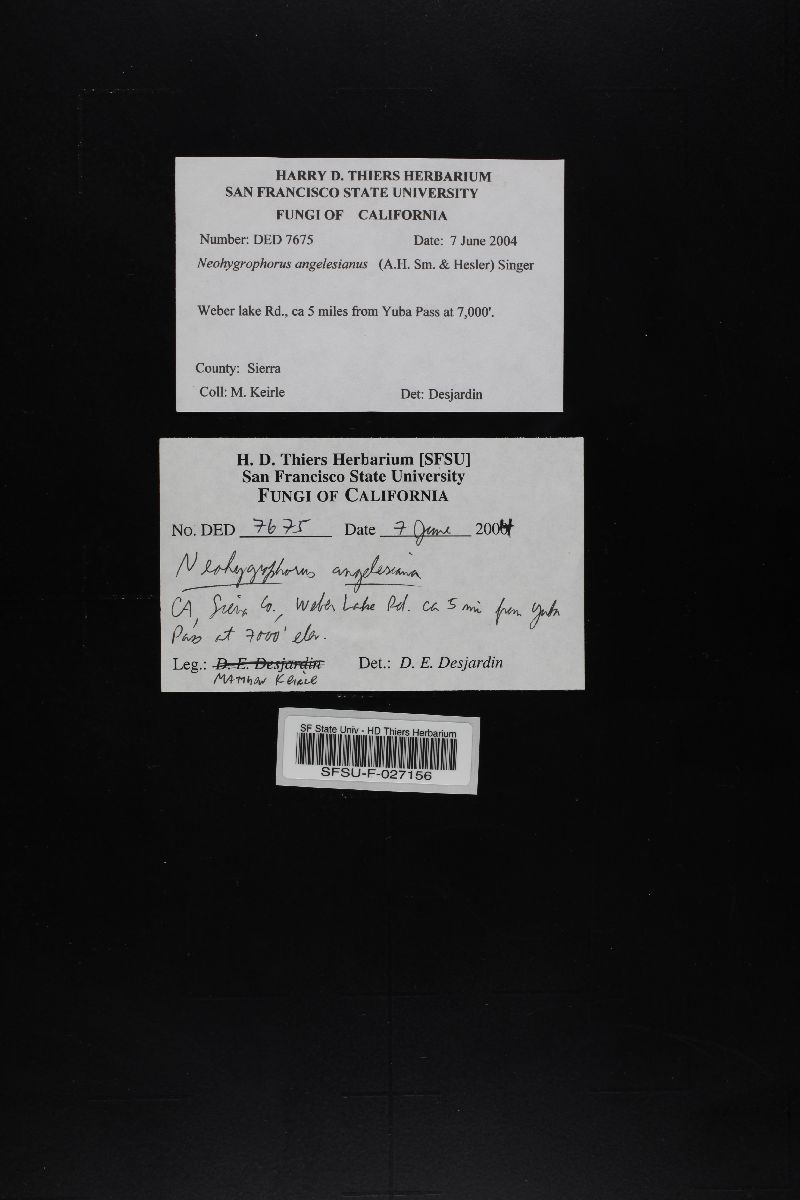 HARRY D. THIERS HERBARIUM
SAN FRANCISCO STATE UNIVERSITY
FUNGI OF CALIFORNIA
Number: DED 7675 Date: 7 June 2004
Neohygrophorus angelesianus (A.H. Sm. & Hesler) Singer
Weber lake Rd., ca 5 miles from Yuba Pass at 7,000'.
County: Sierra
Coll: M. Keirle Det: Desjardin
H. D. Thiers Herbarium [SFSU]
San Francisco State University
FUNGI OF CALIFORNIA
No. DED 7675 Date 7 June 2004
Neohygrophorus angelesiana
CA, Sierra Co., Weber Lake Rd. ca 5 mi from Yuba
Pass at 7000' elev.
Leg.: D. E. Desjardin Det.: D. E. Desjardin
Matthew Keirle
SF State Univ - HD Thiers Herbarium
SFSU-F-027156